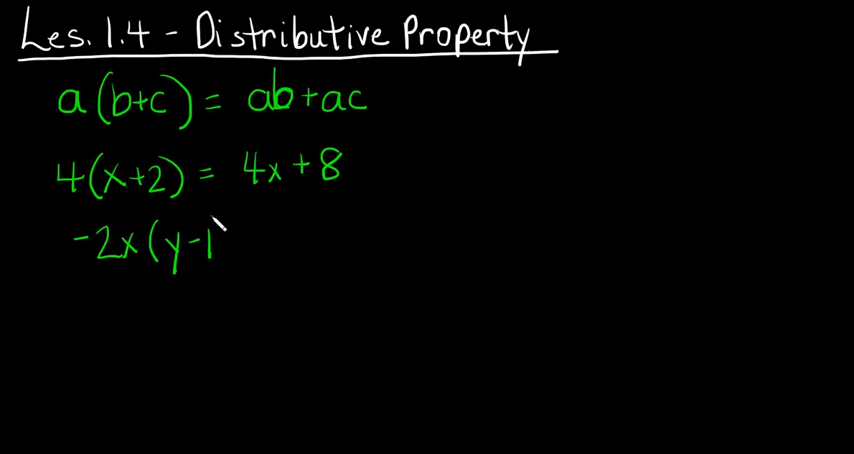 Les. 1.4 - Distributive Property
a(b+c) = ab+ac
4(x+2) = 4x+8
-2x(y-1